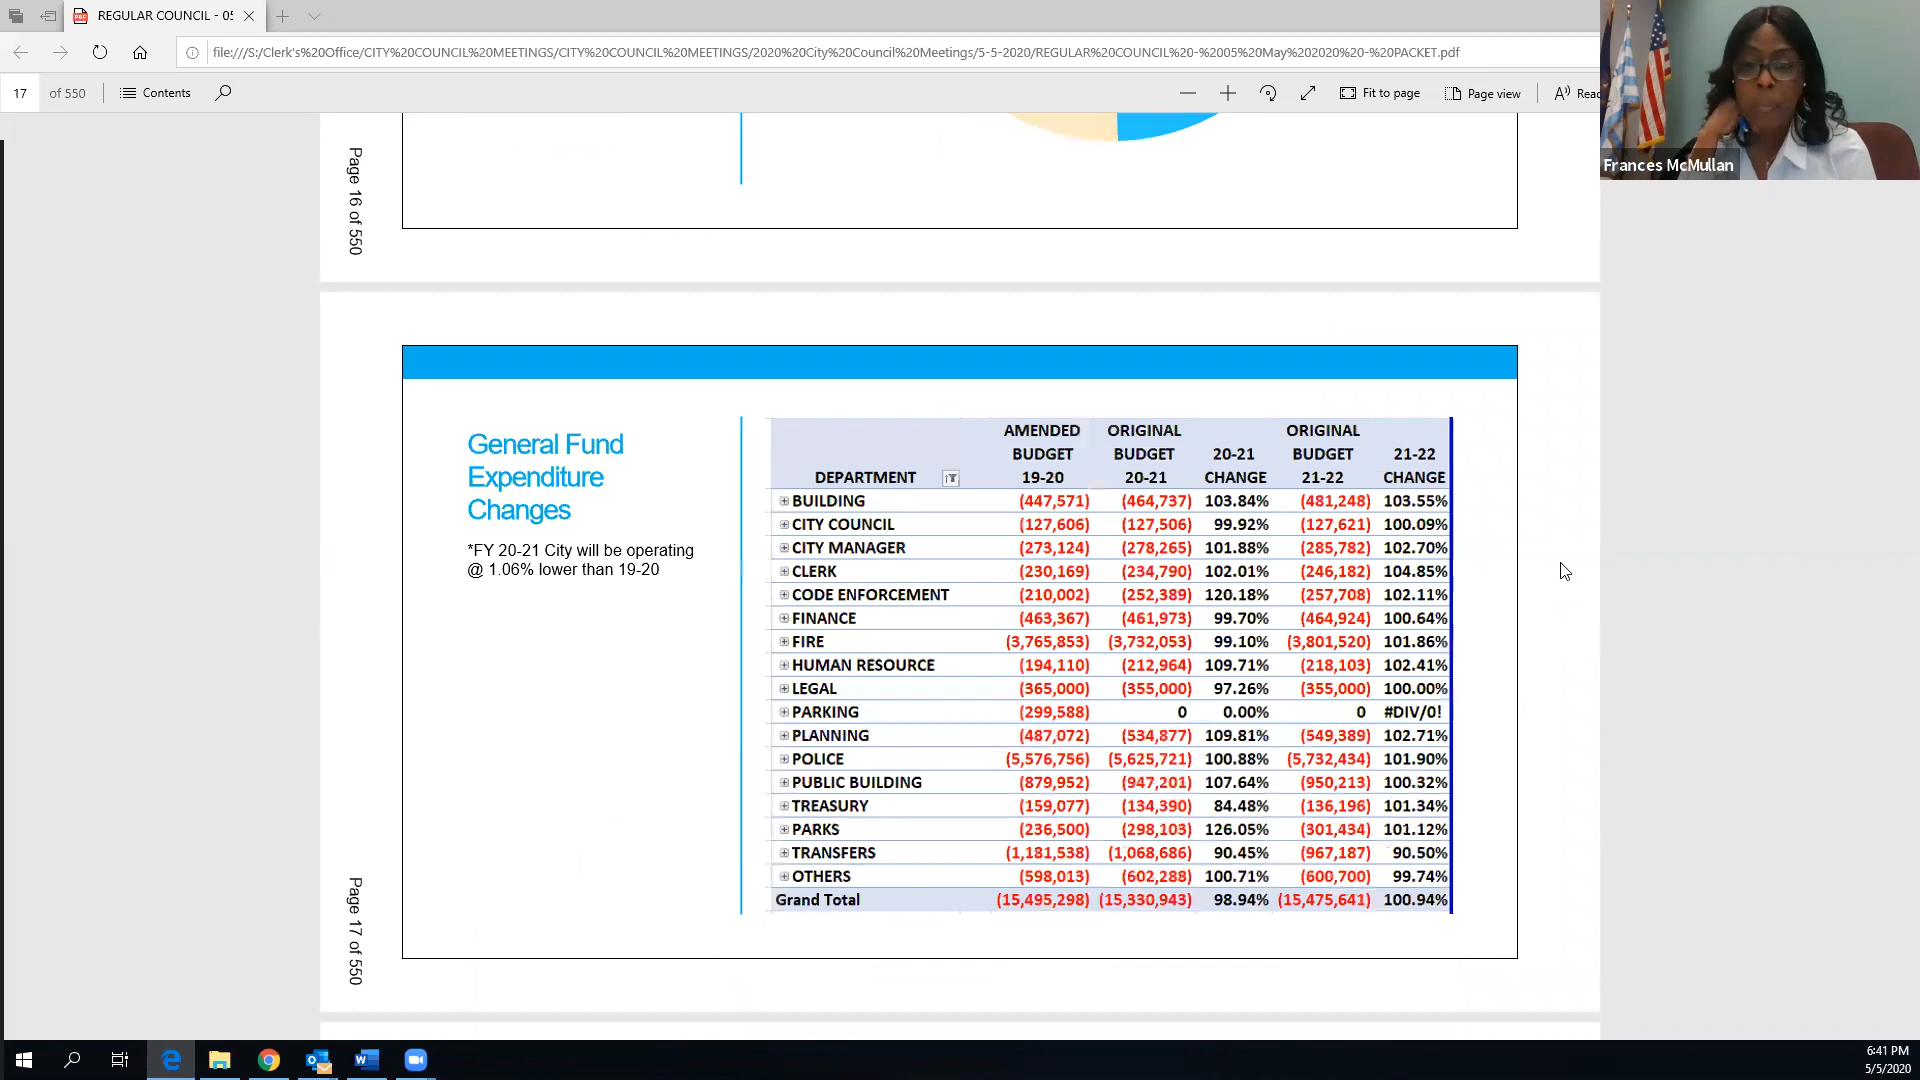 REGULAR COUNCIL - 05
file:///S:/Clerk's%20Office/CITY%20COUNCIL%20MEETINGS/CITY%20COUNCIL%20MEETINGS/2020%20City%20Council%20Meetings/5-5-2020/REGULAR%20COUNCIL%20-%2005%20May%202020%20-%20PACKET.pdf
17 of 550 Contents Fit to page Page view Read
Frances McMullan
Page 16 of 550
General Fund
Expenditure
Changes
*FY 20-21 City will be operating
@ 1.06% lower than 19-20
AMENDED ORIGINAL ORIGINAL
BUDGET BUDGET 20-21 BUDGET 21-22
DEPARTMENT 19-20 20-21 CHANGE 21-22 CHANGE
BUILDING (447,571) (464,737) 103.84% (481,248) 103.55%
CITY COUNCIL (127,606) (127,506) 99.92% (127,621) 100.09%
CITY MANAGER (273,124) (278,265) 101.88% (285,782) 102.70%
CLERK (230,169) (234,790) 102.01% (246,182) 104.85%
CODE ENFORCEMENT (210,002) (252,389) 120.18% (257,708) 102.11%
FINANCE (463,367) (461,973) 99.70% (464,924) 100.64%
FIRE (3,765,853) (3,732,053) 99.10% (3,801,520) 101.86%
HUMAN RESOURCE (194,110) (212,964) 109.71% (218,103) 102.41%
LEGAL (365,000) (355,000) 97.26% (355,000) 100.00%
PARKING (299,588) 0 0.00% 0 #DIV/0!
PLANNING (487,072) (534,877) 109.81% (549,389) 102.71%
POLICE (5,576,756) (5,625,721) 100.88% (5,732,434) 101.90%
PUBLIC BUILDING (879,952) (947,201) 107.64% (950,213) 100.32%
TREASURY (159,077) (134,390) 84.48% (136,196) 101.34%
PARKS (236,500) (298,103) 126.05% (301,434) 101.12%
TRANSFERS (1,181,538) (1,068,686) 90.45% (967,187) 90.50%
OTHERS (598,013) (602,288) 100.71% (600,700) 99.74%
Grand Total (15,495,298) (15,330,943) 98.94% (15,475,641) 100.94%
Page 17 of 550
6:41 PM
5/5/2020